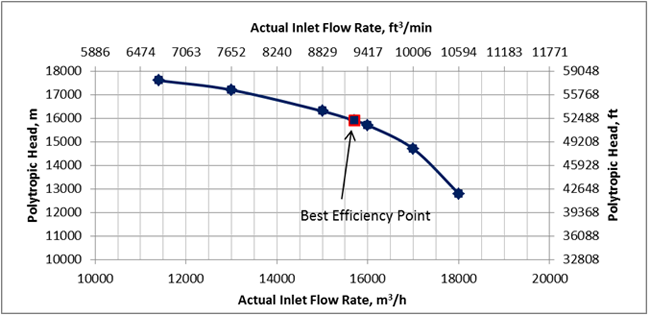 Actual Inlet Flow Rate, ft³/min
5886 6474 7063 7652 8240 8829 9417 10006 10594 11183 11771
18000 59048
17000 55768
16000 52488
15000 49208
14000 45928
13000 42648
12000 39368
11000 36088
10000 32808
Polytropic Head, m
Polytropic Head, ft
Best Efficiency Point
10000 12000 14000 16000 18000 20000
Actual Inlet Flow Rate, m³/h